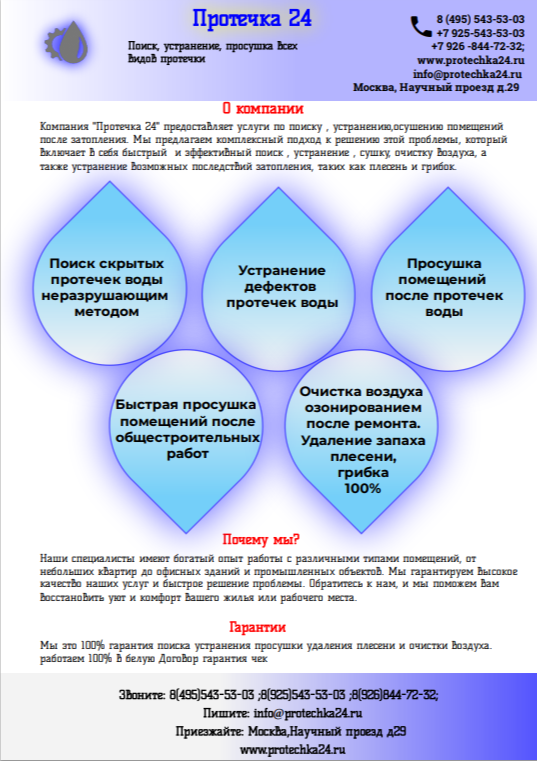 Протечка 24
Поиск, устранение, просушка всех
видов протечки
8 (495) 543-53-03
+7 925-543-53-03
+7 926 -844-72-32;
www.protechka24.ru
info@protechka24.ru
Москва, Научный проезд д.29
О компании
Компания "Протечка 24" предоставляет услуги по поиску , устранению,осушению помещений
после затопления. Мы предлагаем комплексный подход к решению этой проблемы, который
включает в себя быстрый и эффективный поиск , устранение , сушку, очистку воздуха, а
также устранение возможных последствий затопления, таких как плесень и грибок.
Поиск скрытых
протечек воды
неразрушающим
методом
Устранение
дефектов
протечек воды
Просушка
помещений
после протечек
воды
Быстрая просушка
помещений после
общестроительных
работ
Очистка воздуха
озонированием
после ремонта.
Удаление запаха
плесени,
грибка
100%
Почему мы?
Наши специалисты имеют богатый опыт работы с различными типами помещений, от
небольших квартир до офисных зданий и промышленных объектов. Мы гарантируем высокое
качество наших услуг и быстрое решение проблемы. Обратитесь к нам, и мы поможем вам
восстановить уют и комфорт вашего жилья или рабочего места.
Гарантии
Мы это 100% гарантия поиска устранения просушки удаления плесени и очистки воздуха.
работаем 100% в белую Договор гарантия чек
Звоните: 8(495)543-53-03 ;8(925)543-53-03 ;8(926)844-72-32;
Пишите: info@protechka24.ru
Приезжайте: Москва,Научный проезд д29
www.protechka24.ru